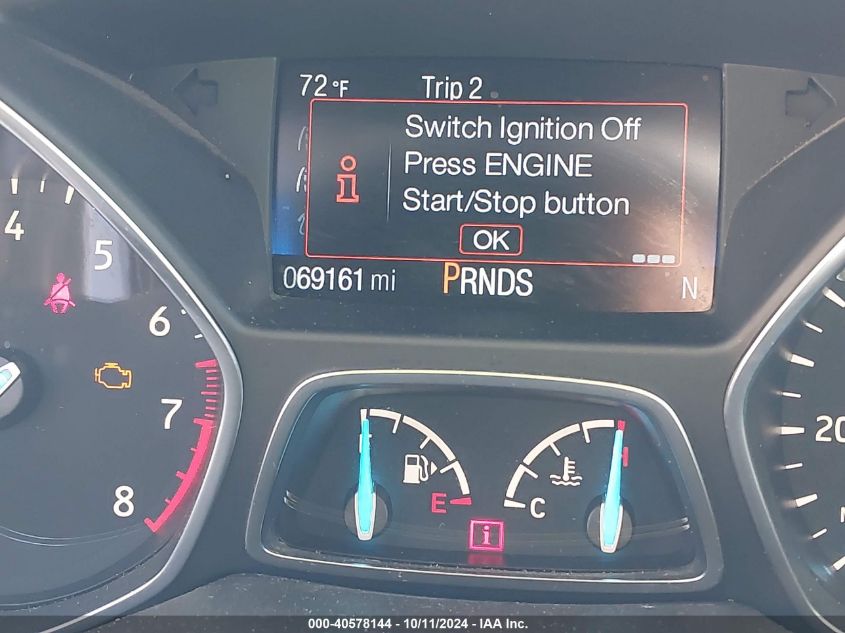 72°F Trip 2
Switch Ignition Off
Press ENGINE
Start/Stop button
OK
069161 mi PRNDS N
4
5
6
7
8
E
C
H
i
20
000-40578144 - 10/11/2024 - IAA Inc.